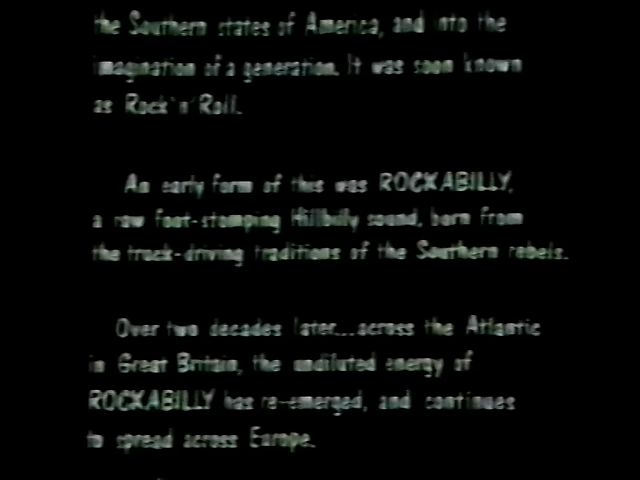 the Southern states of America, and into the
imagination of a generation. It was soon known
as Rock 'n' Roll.
An early form of this was ROCKABILLY,
a raw foot-stomping Hillbilly sound, born from
the truck-driving traditions of the Southern rebels.
Over two decades later...across the Atlantic
in Great Britain, the undiluted energy of
ROCKABILLY has re-emerged, and continues
to spread across Europe.